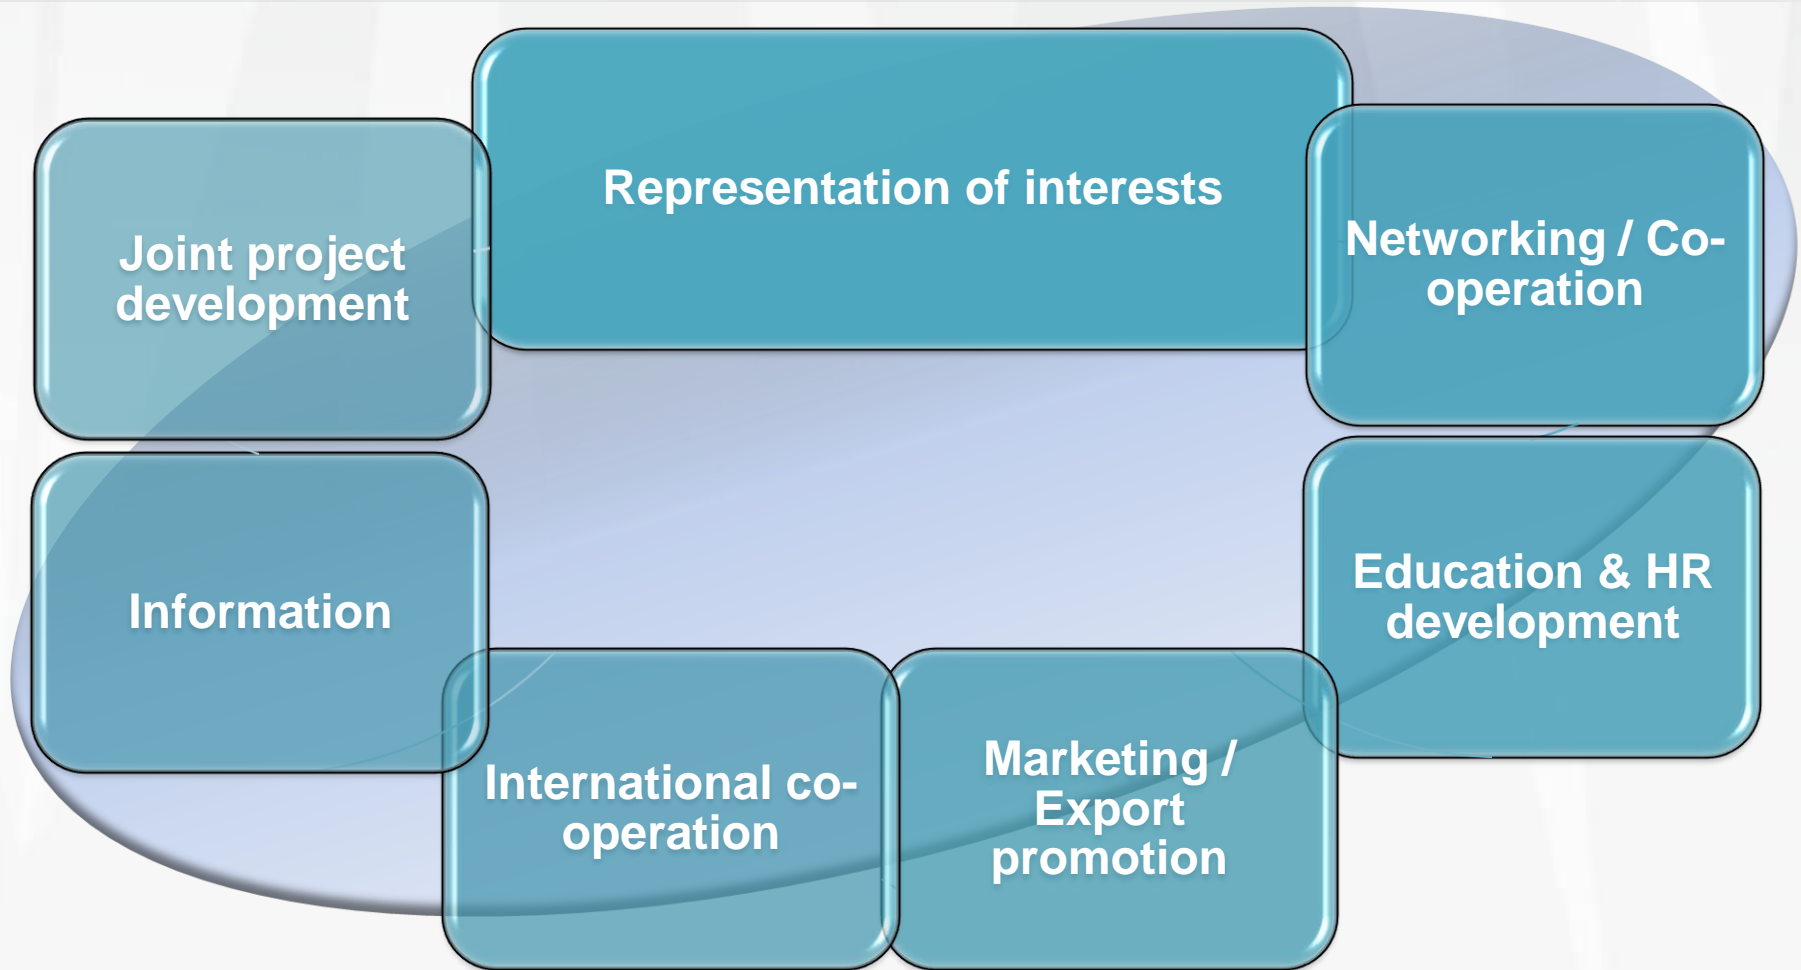 Representation of interests
Networking / Co-
operation
Education & HR
development
Marketing /
Export
promotion
International co-
operation
Information
Joint project
development